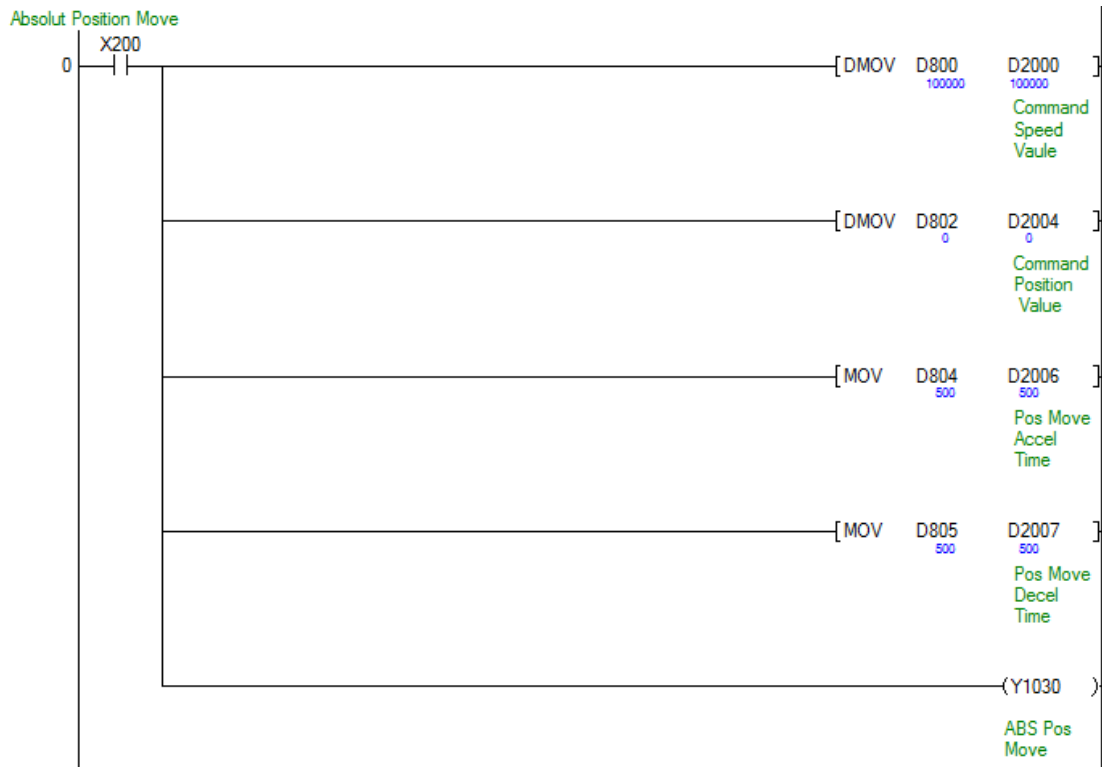 Absolut Position Move
X200
0
[DMOV D800 D2000 ]
100000 100000
Command
Speed
Vaule
[DMOV D802 D2004 ]
0 0
Command
Position
Value
[MOV D804 D2006 ]
500 500
Pos Move
Accel
Time
[MOV D805 D2007 ]
500 500
Pos Move
Decel
Time
(Y1030 )
ABS Pos
Move